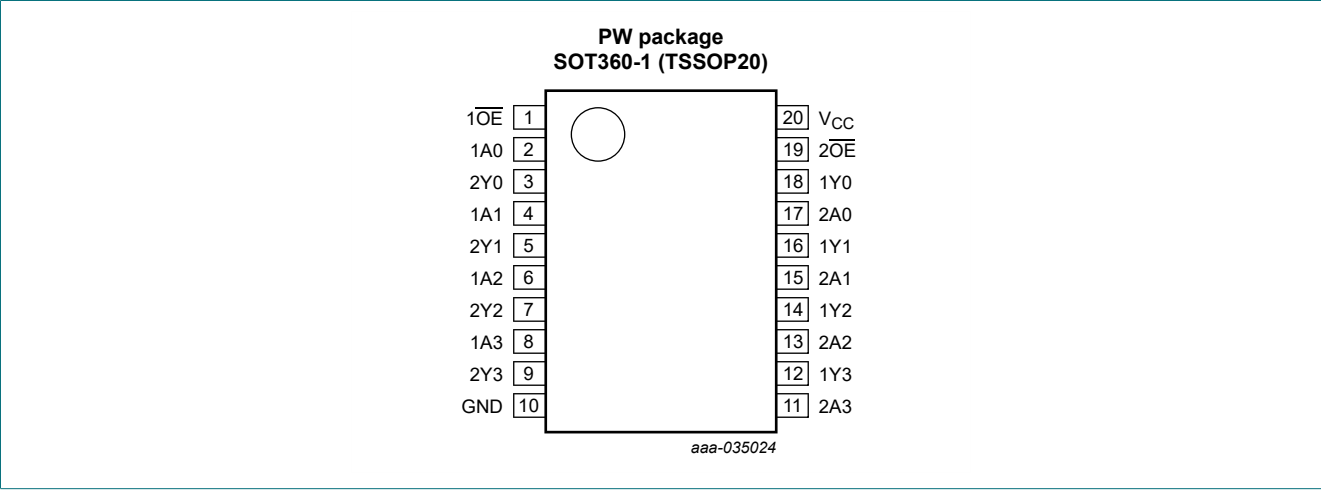 PW package
SOT360-1 (TSSOP20)
1O̅E̅ 1 20 VCC
1A0 2 19 2O̅E̅
2Y0 3 18 1Y0
1A1 4 17 2A0
2Y1 5 16 1Y1
1A2 6 15 2A1
2Y2 7 14 1Y2
1A3 8 13 2A2
2Y3 9 12 1Y3
GND 10 11 2A3
aaa-035024